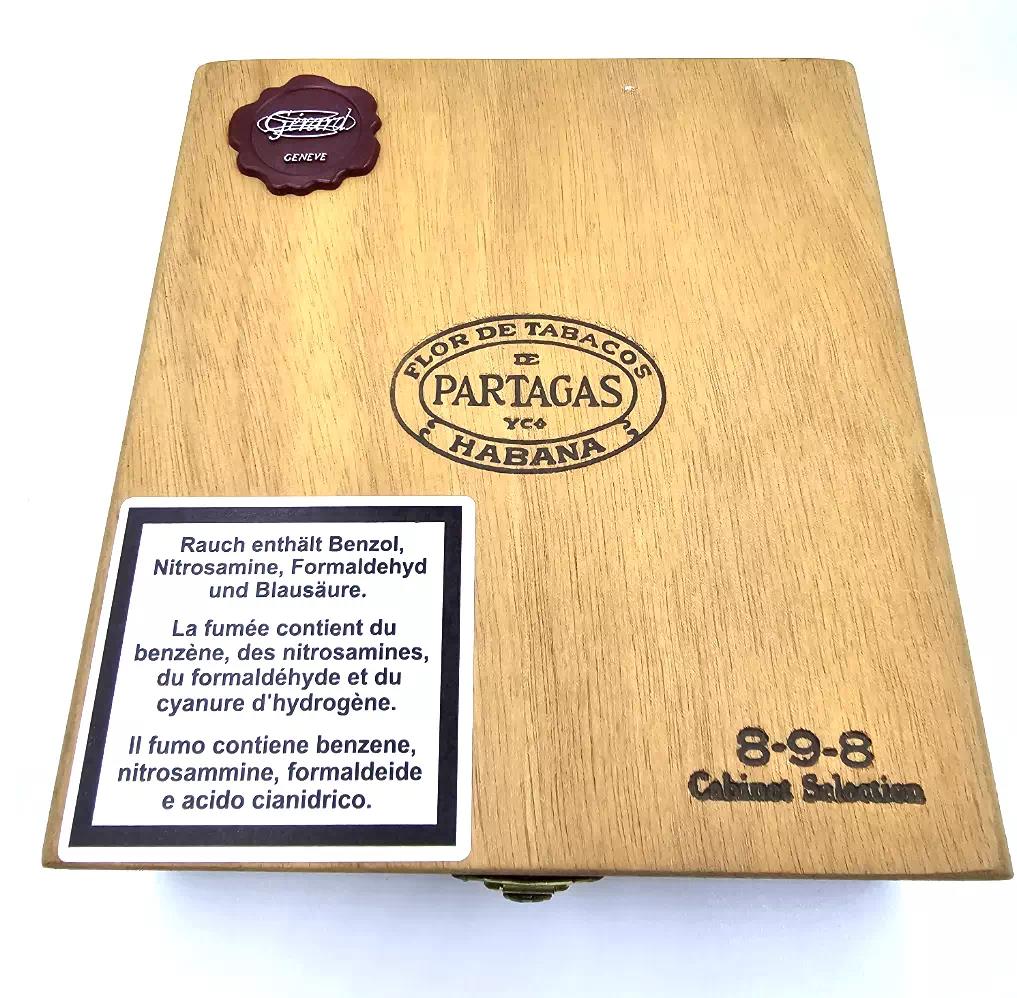 Gérard
GENEVE
FLOR DE TABACOS
DE
PARTAGAS
Y Cª
HABANA
Rauch enthält Benzol,
Nitrosamine, Formaldehyd
und Blausäure.
La fumée contient du
benzène, des nitrosamines,
du formaldéhyde et du
cyanure d'hydrogène.
Il fumo contiene benzene,
nitrosammine, formaldeide
e acido cianidrico.
8-9-8
Cabinet Selection